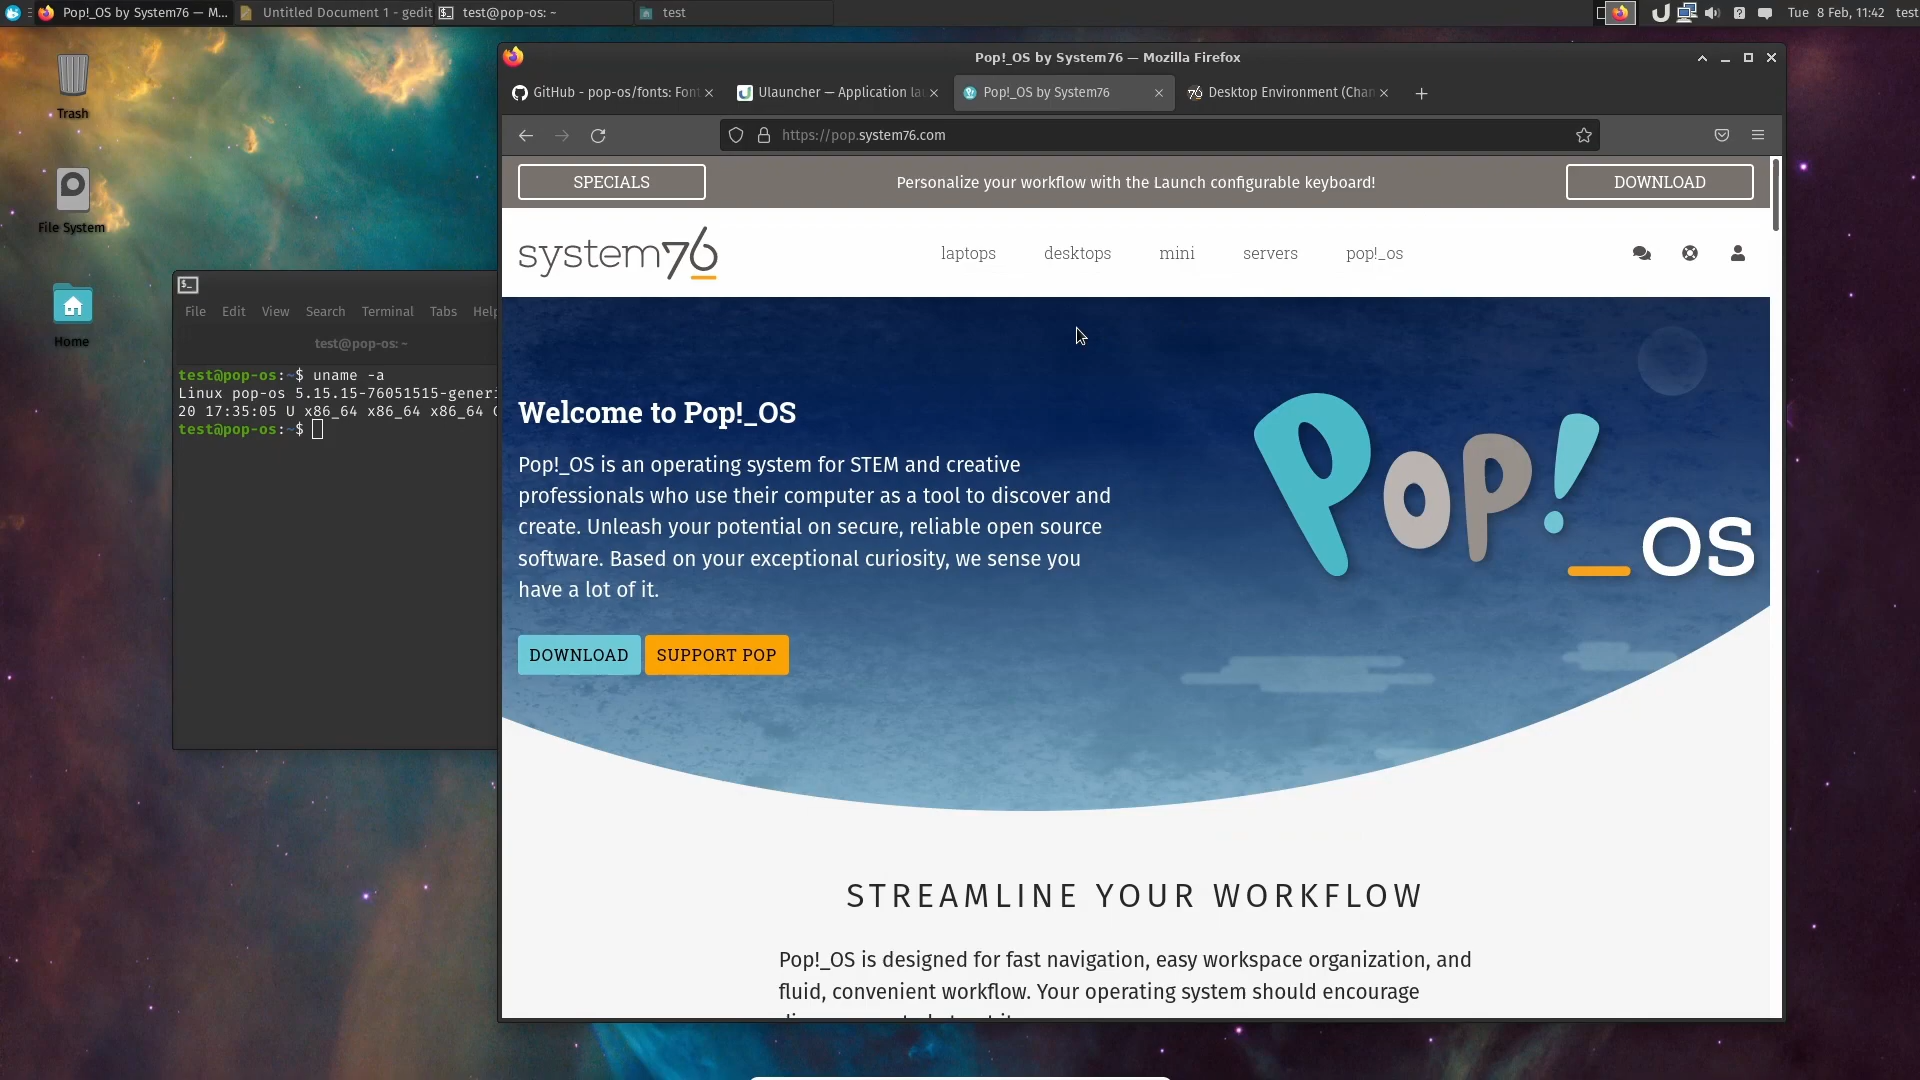 Pop!_OS by System76 — M...
Untitled Document 1 - gedit
test@pop-os: ~
test
Tue 8 Feb, 11:42
test
Trash
File System
Home
File Edit View Search Terminal Tabs Help
test@pop-os: ~
test@pop-os:~$ uname -a
Linux pop-os 5.15.15-76051515-generi
20 17:35:05 U x86_64 x86_64 x86_64 G
test@pop-os:~$
Pop!_OS by System76 — Mozilla Firefox
GitHub - pop-os/fonts: Font
Ulauncher — Application la
Pop!_OS by System76
Desktop Environment (Chan
https://pop.system76.com
SPECIALS
Personalize your workflow with the Launch configurable keyboard!
DOWNLOAD
system76
laptops
desktops
mini
servers
pop!_os
Welcome to Pop!_OS
Pop!_OS is an operating system for STEM and creative
professionals who use their computer as a tool to discover and
create. Unleash your potential on secure, reliable open source
software. Based on your exceptional curiosity, we sense you
have a lot of it.
DOWNLOAD
SUPPORT POP
Pop!_OS
STREAMLINE YOUR WORKFLOW
Pop!_OS is designed for fast navigation, easy workspace organization, and
fluid, convenient workflow. Your operating system should encourage